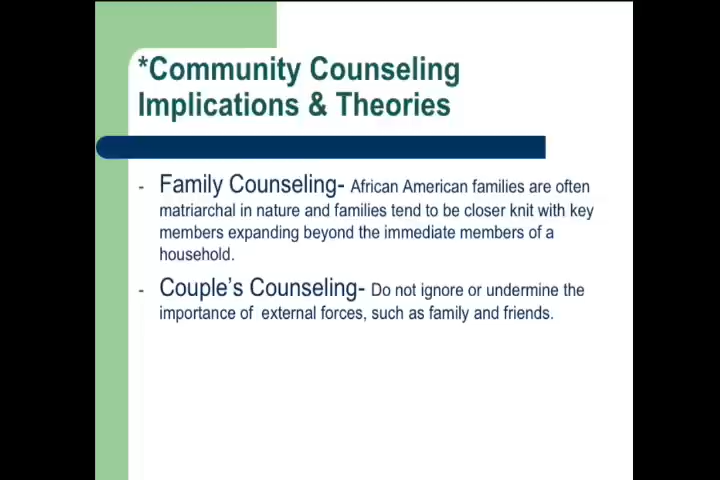 *Community Counseling
Implications & Theories
- Family Counseling- African American families are often
matriarchal in nature and families tend to be closer knit with key
members expanding beyond the immediate members of a
household.
- Couple’s Counseling- Do not ignore or undermine the
importance of external forces, such as family and friends.